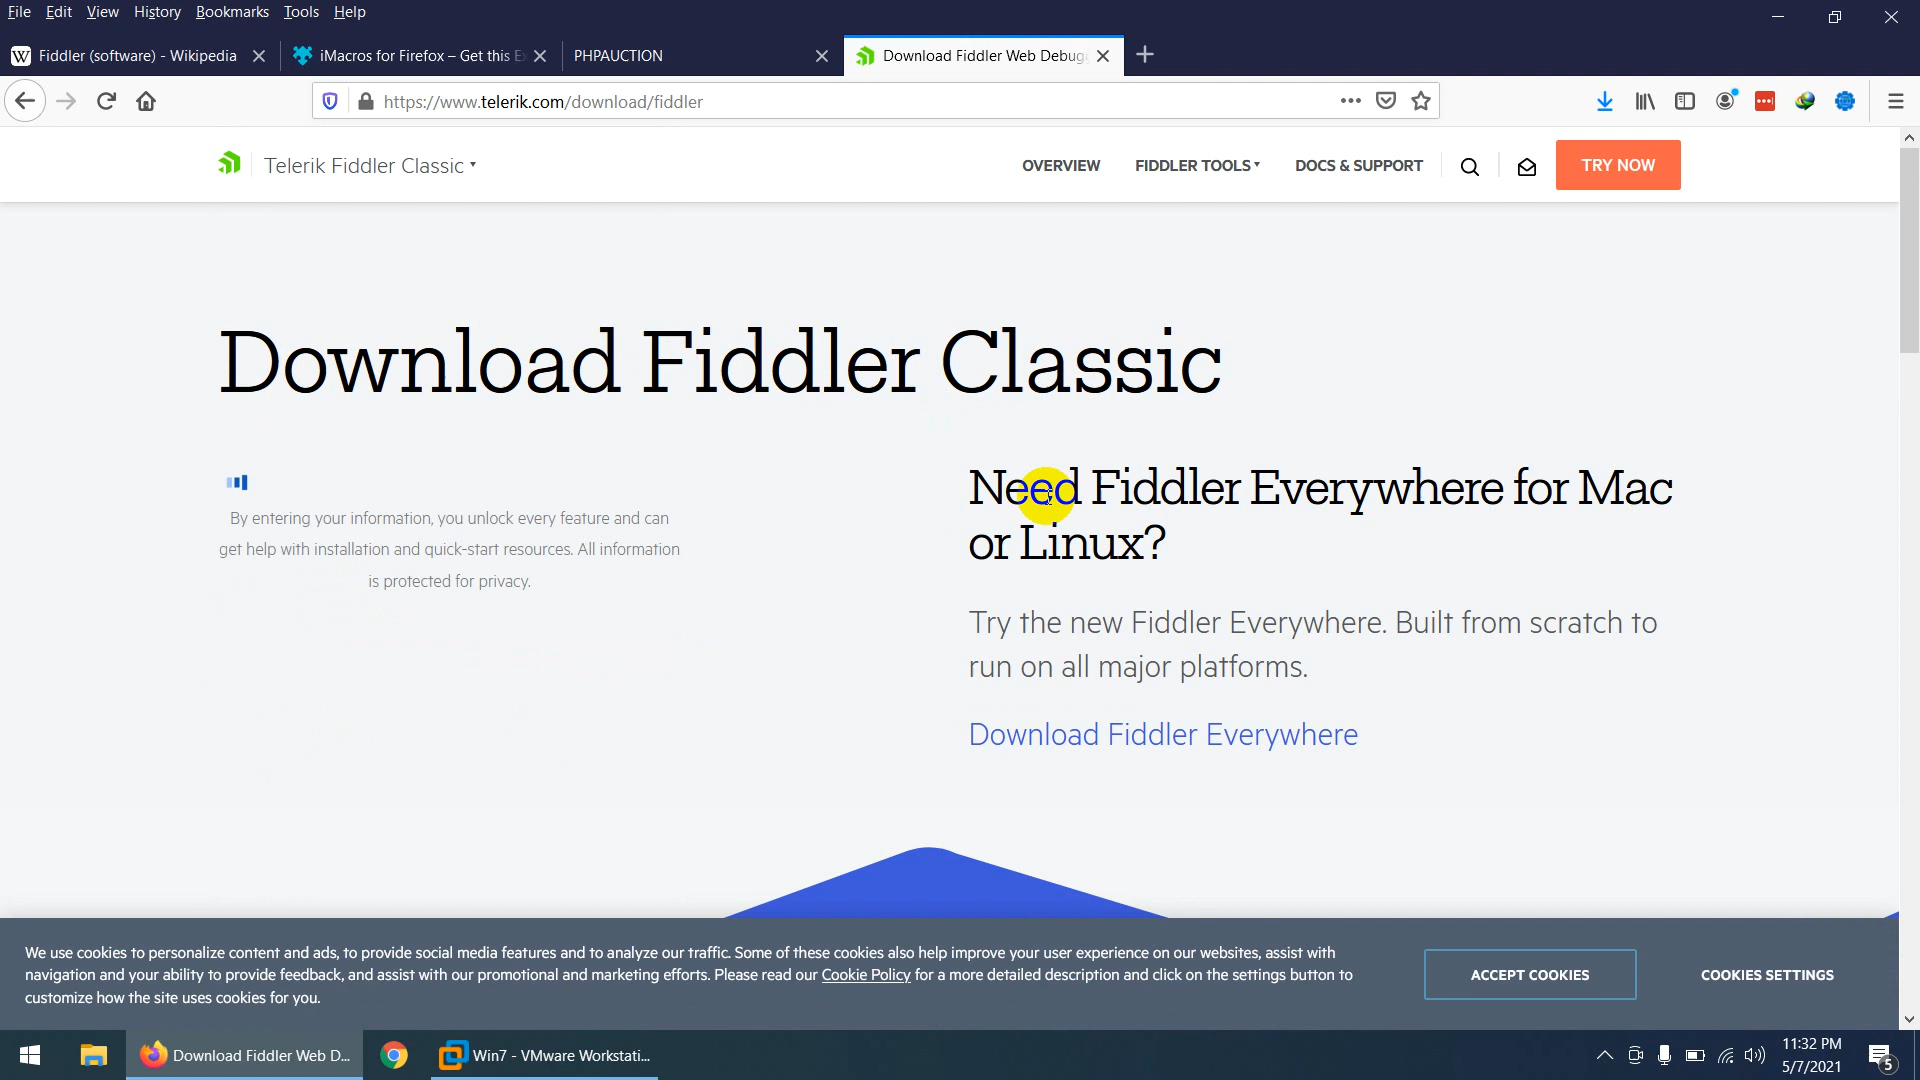 File Edit View History Bookmarks Tools Help
Fiddler (software) - Wikipedia
iMacros for Firefox – Get this Ex
PHPAUCTION
Download Fiddler Web Debug
https://www.telerik.com/download/fiddler
Telerik Fiddler Classic
OVERVIEW
FIDDLER TOOLS
DOCS & SUPPORT
TRY NOW
Download Fiddler Classic
By entering your information, you unlock every feature and can
get help with installation and quick-start resources. All information
is protected for privacy.
Need Fiddler Everywhere for Mac
or Linux?
Try the new Fiddler Everywhere. Built from scratch to
run on all major platforms.
Download Fiddler Everywhere
We use cookies to personalize content and ads, to provide social media features and to analyze our traffic. Some of these cookies also help improve your user experience on our websites, assist with
navigation and your ability to provide feedback, and assist with our promotional and marketing efforts. Please read our Cookie Policy for a more detailed description and click on the settings button to
customize how the site uses cookies for you.
ACCEPT COOKIES
COOKIES SETTINGS
Download Fiddler Web D...
Win7 - VMware Workstati...
11:32 PM
5/7/2021
5